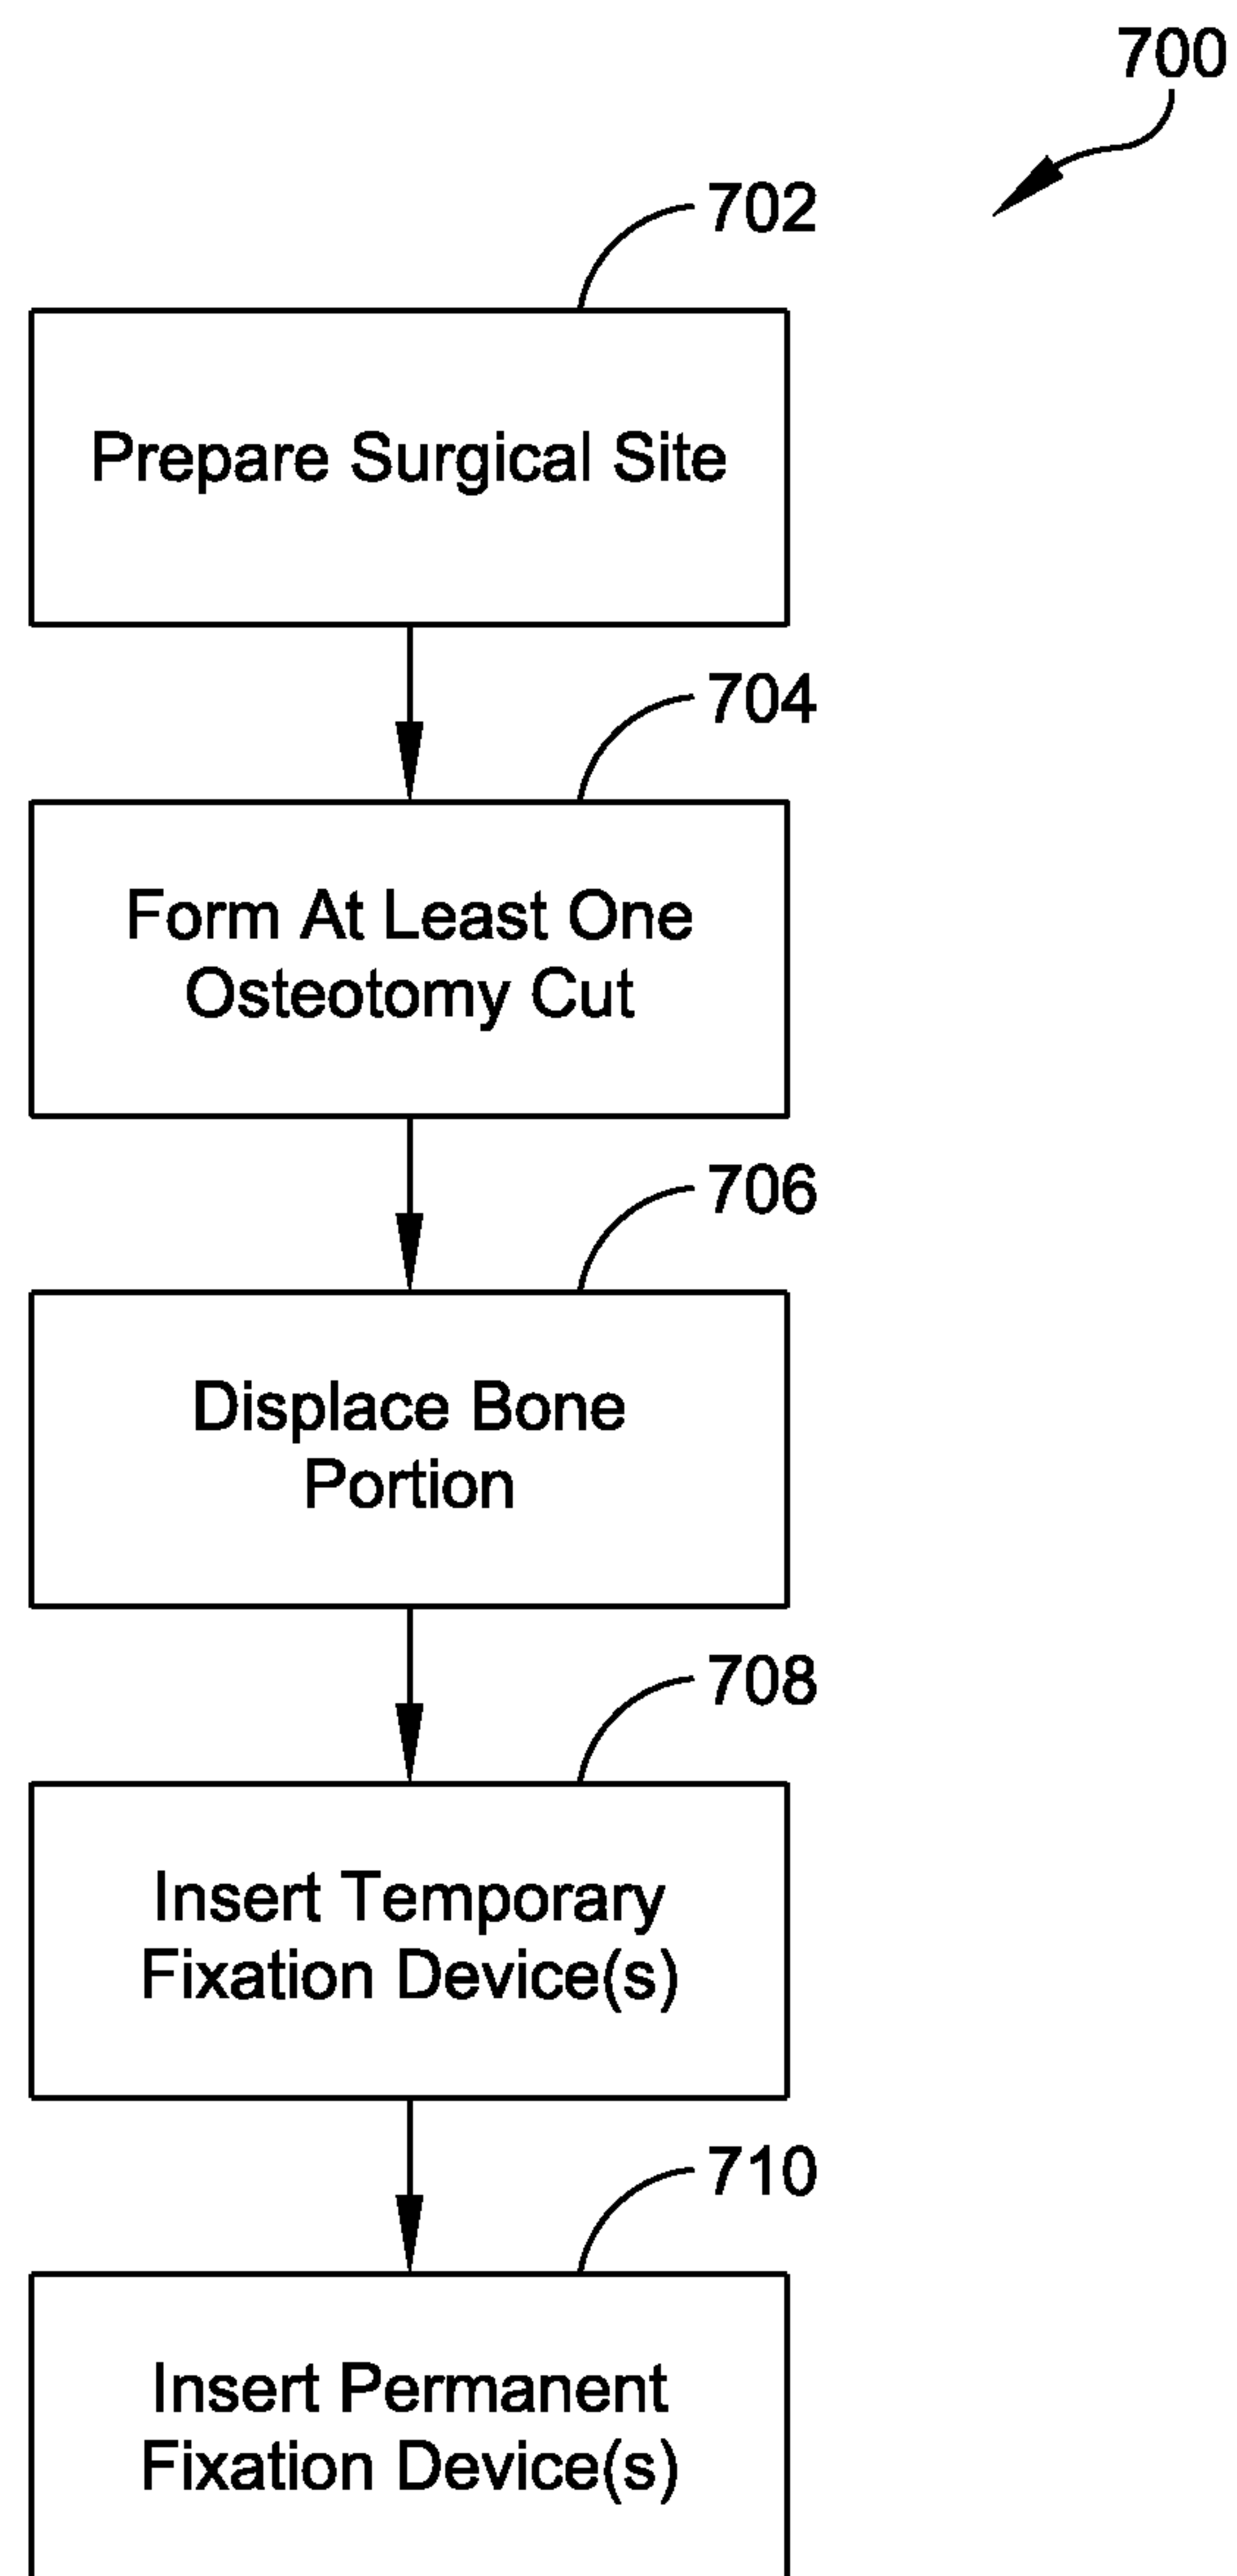 700
702
Prepare Surgical Site
704
Form At Least One
Osteotomy Cut
706
Displace Bone
Portion
708
Insert Temporary
Fixation Device(s)
710
Insert Permanent
Fixation Device(s)